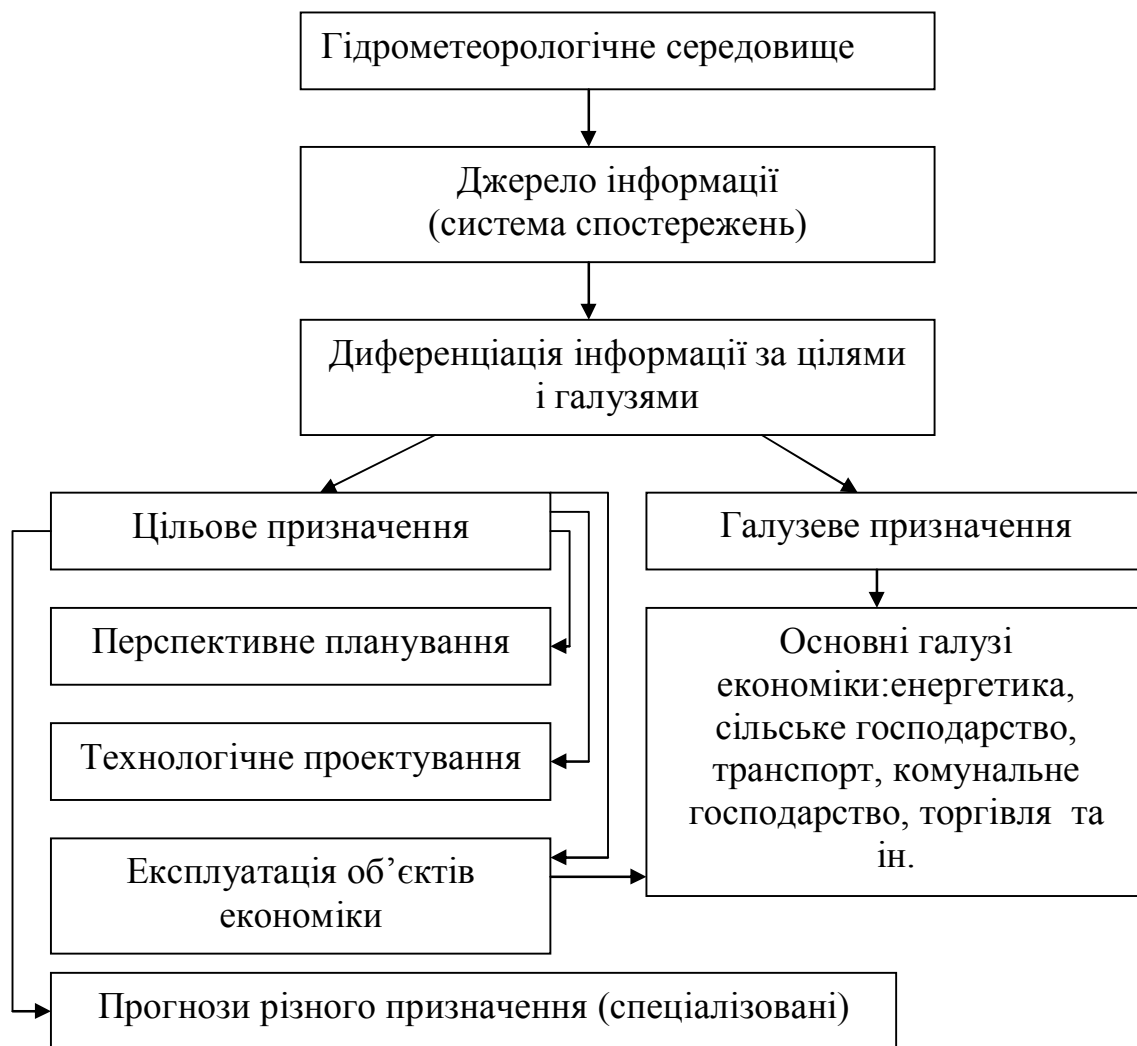 Гідрометеорологічне середовище
Джерело інформації
(система спостережень)
Диференціація інформації за цілями
і галузями
Цільове призначення
Галузеве призначення
Перспективне планування
Технологічне проектування
Експлуатація об’єктів
економіки
Основні галузі
економіки:енергетика,
сільське господарство,
транспорт, комунальне
господарство, торгівля та
ін.
Прогнози різного призначення (спеціалізовані)